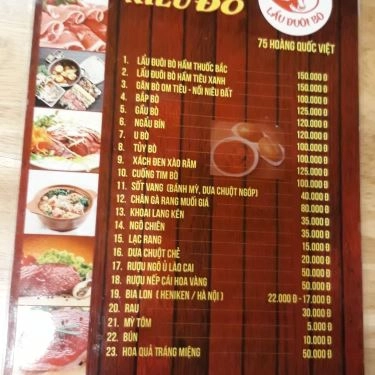 KIỀU ĐỎ
LẨU ĐUÔI BÒ
75 HOÀNG QUỐC VIỆT
1. LẨU ĐUÔI BÒ HẦM THUỐC BẮC 150.000 Đ
2. LẨU ĐUÔI BÒ HẦM TIÊU XANH 150.000 Đ
3. GÂN BÒ OM TIÊU - NỒI NIÊU ĐẤT 100.000 Đ
4. BẮP BÒ 125.000 Đ
5. GẦU BÒ 120.000 Đ
6. NGẦU BÍN 100.000 Đ
7. U BÒ 125.000 Đ
8. TỦY BÒ 100.000 Đ
9. XÁCH ĐEN XÀO RĂM 100.000 Đ
10. CUỐNG TIM BÒ 125.000 Đ
11. SỐT VANG (BÁNH MỲ, DƯA CHUỘT NGÓP) 40.000 Đ
12. CHÂN GÀ RANG MUỐI GIÁ 80.000 Đ
13. KHOAI LANG KÉN 35.000 Đ
14. NGÔ CHIÊN 35.000 Đ
15. LẠC RANG 15.000 Đ
16. DƯA CHUỘT CHẺ 20.000 Đ
17. RƯỢU NGÔ Ủ LÀO CAI 50.000 Đ
18. RƯỢU NẾP CÁI HOA VÀNG 50.000 Đ
19. BIA LON ( HENIKEN / HÀ NỘI ) 22.000 Đ - 17.000 Đ
20. RAU 30.000 Đ
21. MỲ TÔM 5.000 Đ
22. BÚN 10.000 Đ
23. HOA QUẢ TRÁNG MIỆNG 50.000 Đ